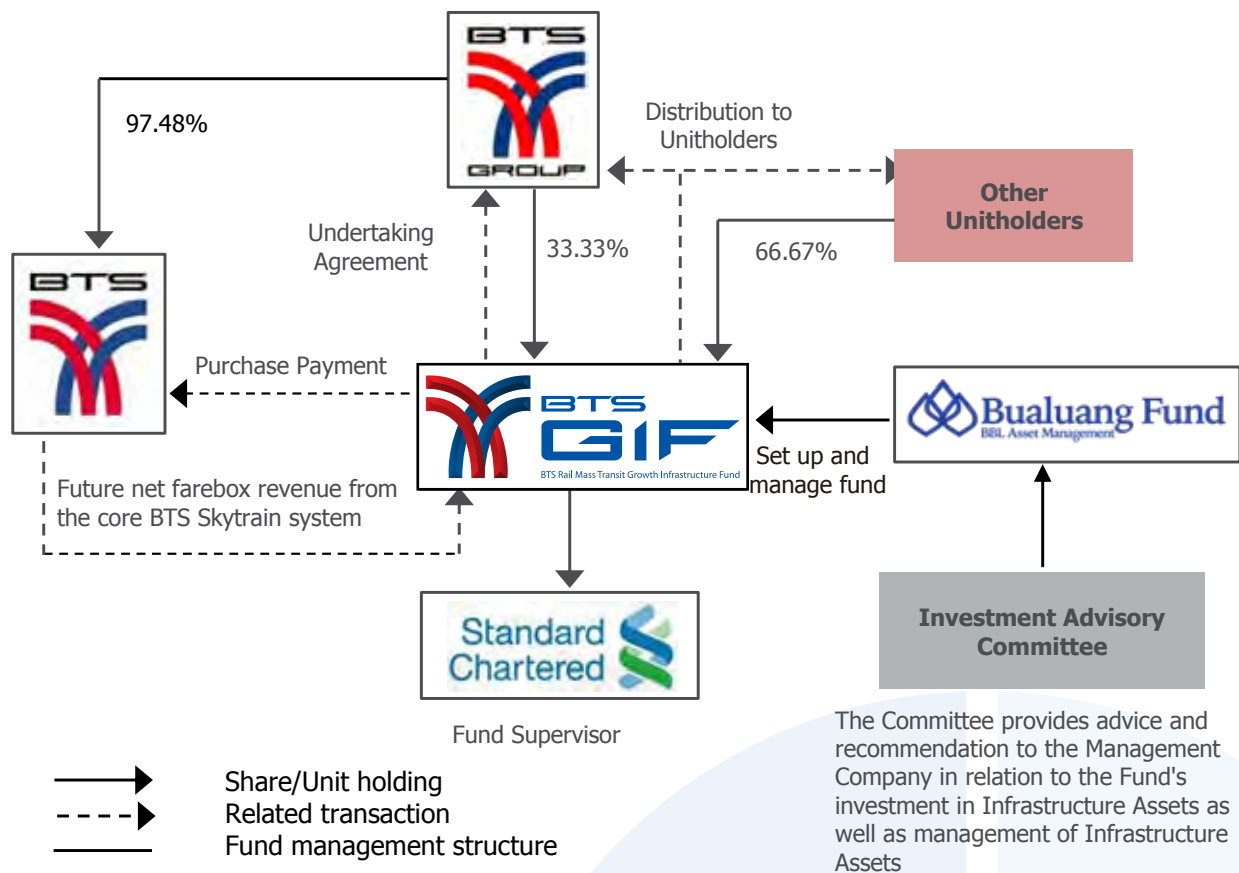 BTS
GROUP
97.48%
Distribution to
Unitholders
Other
Unitholders
Undertaking
Agreement
33.33%
66.67%
BTS
Purchase Payment
BTS
GIF
BTS Rail Mass Transit Growth Infrastructure Fund
Bualuang Fund
BBL Asset Management
Set up and
manage fund
Future net farebox revenue from
the core BTS Skytrain system
Standard
Chartered
Fund Supervisor
Investment Advisory
Committee
The Committee provides advice and
recommendation to the Management
Company in relation to the Fund's
investment in Infrastructure Assets as
well as management of Infrastructure
Assets
Share/Unit holding
Related transaction
Fund management structure